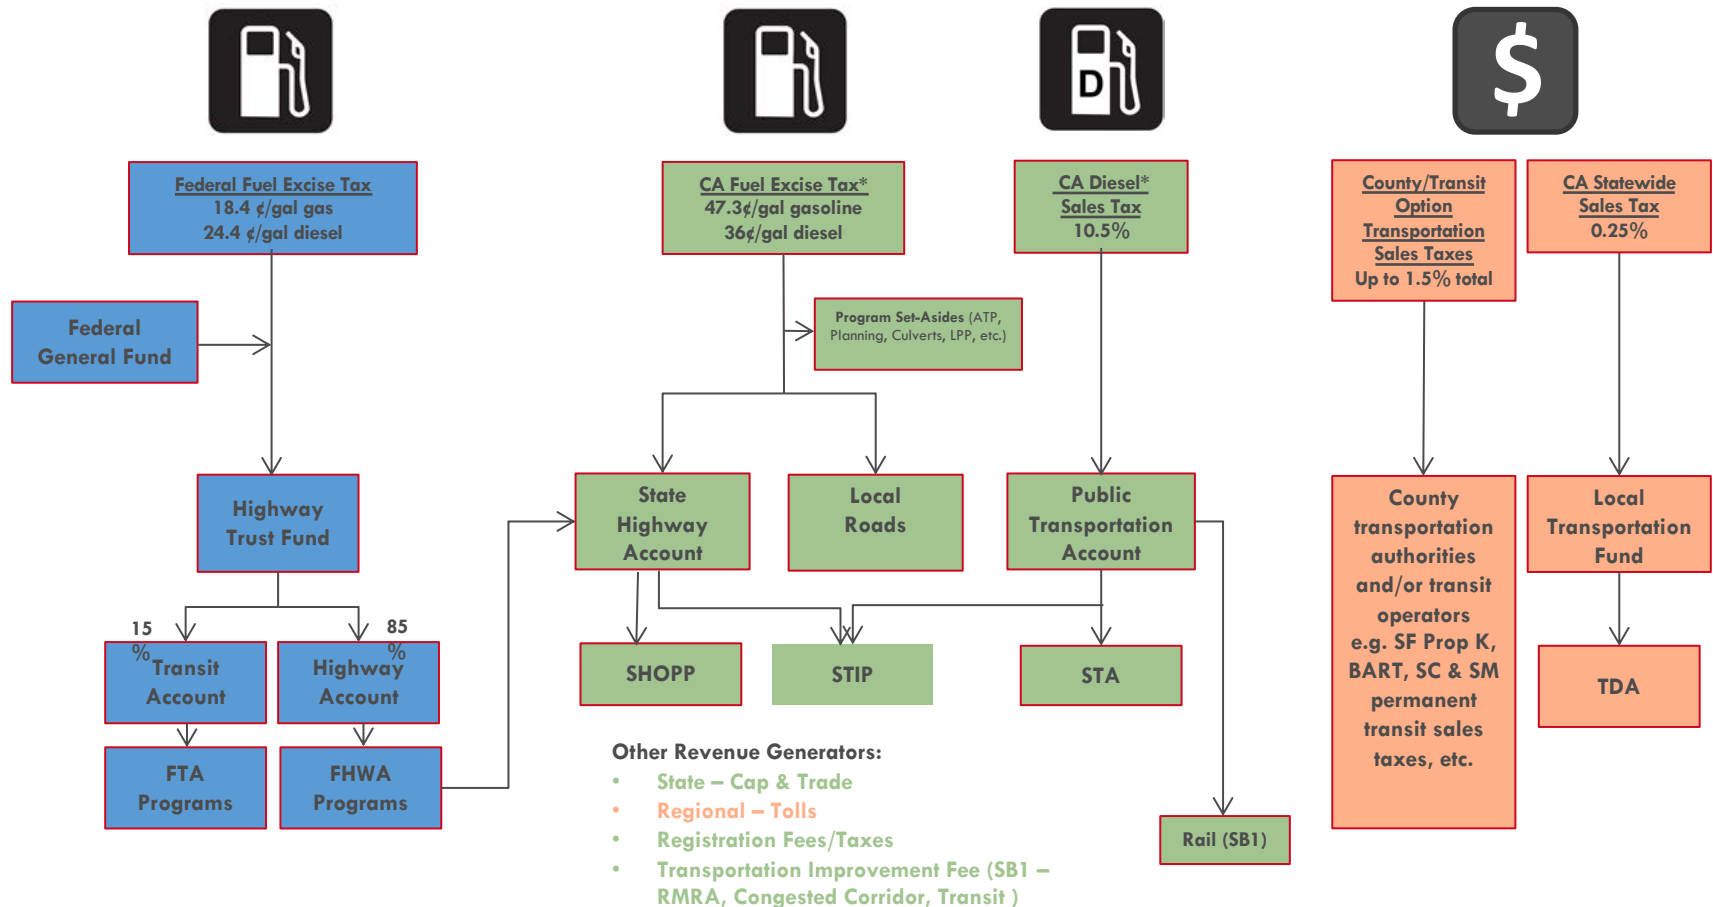 $
D
Federal Fuel Excise Tax
18.4 ¢/gal gas
24.4 ¢/gal diesel
CA Fuel Excise Tax*
47.3¢/gal gasoline
36¢/gal diesel
CA Diesel*
Sales Tax
10.5%
County/Transit
Option
Transportation
Sales Taxes
Up to 1.5% total
CA Statewide
Sales Tax
0.25%
Federal
General Fund
Program Set-Asides (ATP,
Planning, Culverts, LPP, etc.)
Highway
Trust Fund
State
Highway
Account
Local
Roads
Public
Transportation
Account
County
transportation
authorities
and/or transit
operators
e.g. SF Prop K,
BART, SC & SM
permanent
transit sales
taxes, etc.
Local
Transportation
Fund
15
%
85
%
Transit
Account
Highway
Account
SHOPP
STIP
STA
TDA
FTA
Programs
FHWA
Programs
Rail (SB1)
Other Revenue Generators:
• State – Cap & Trade
• Regional – Tolls
• Registration Fees/Taxes
• Transportation Improvement Fee (SB1 –
RMRA, Congested Corridor, Transit )